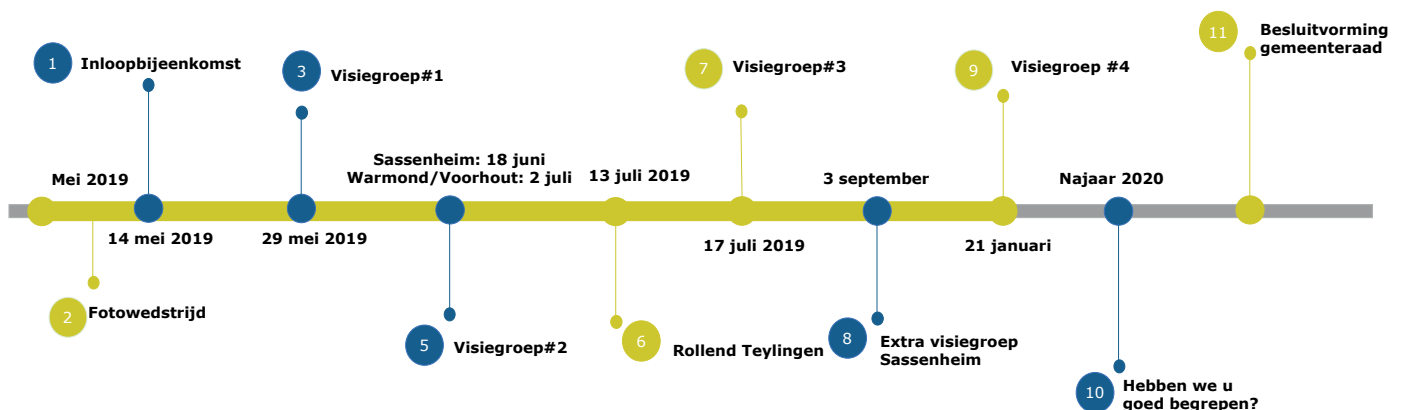 1 Inloopbijeenkomst
3 Visiegroep#1
7 Visiegroep#3
9 Visiegroep #4
11 Besluitvorming
gemeenteraad
Mei 2019
Sassenheim: 18 juni
Warmond/Voorhout: 2 juli
13 juli 2019
3 september
Najaar 2020
14 mei 2019
29 mei 2019
17 juli 2019
21 januari
2 Fotowedstrijd
5 Visiegroep#2
6 Rollend Teylingen
8 Extra visiegroep
Sassenheim
10 Hebben we u
goed begrepen?